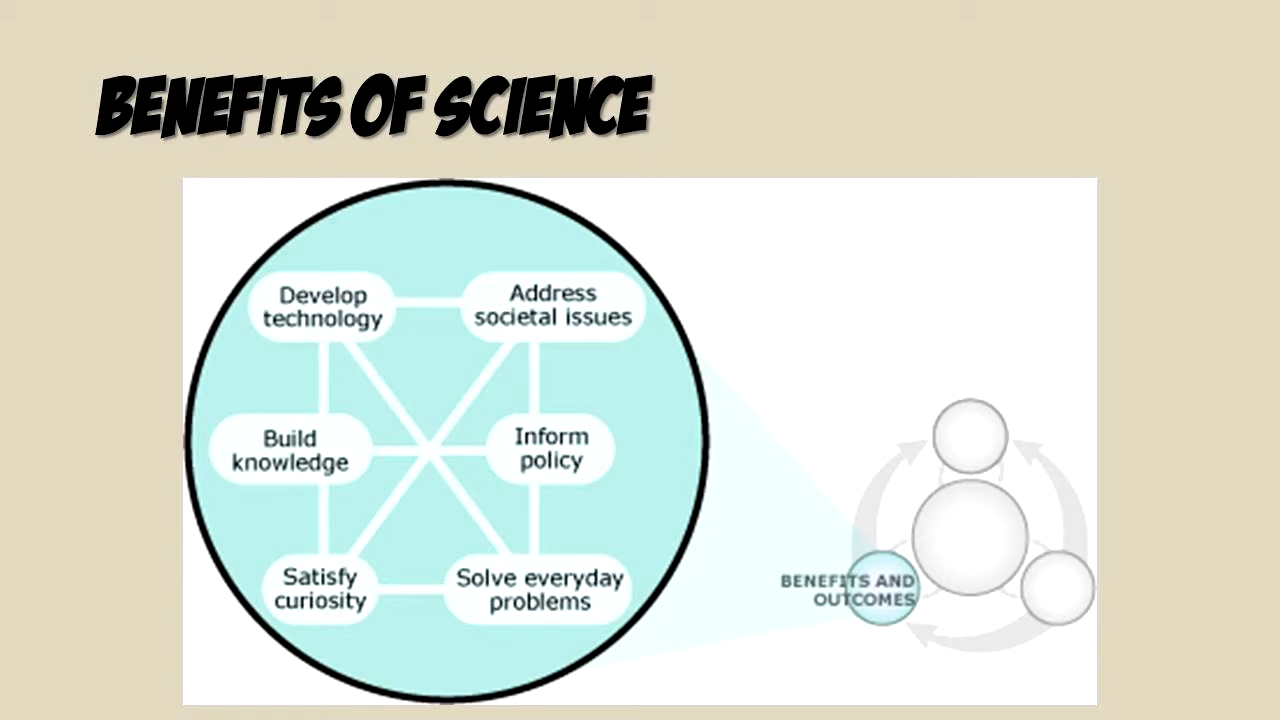 BENEFITS OF SCIENCE
Develop
technology
Address
societal issues
Build
knowledge
Inform
policy
Satisfy
curiosity
Solve everyday
problems
BENEFITS AND
OUTCOMES